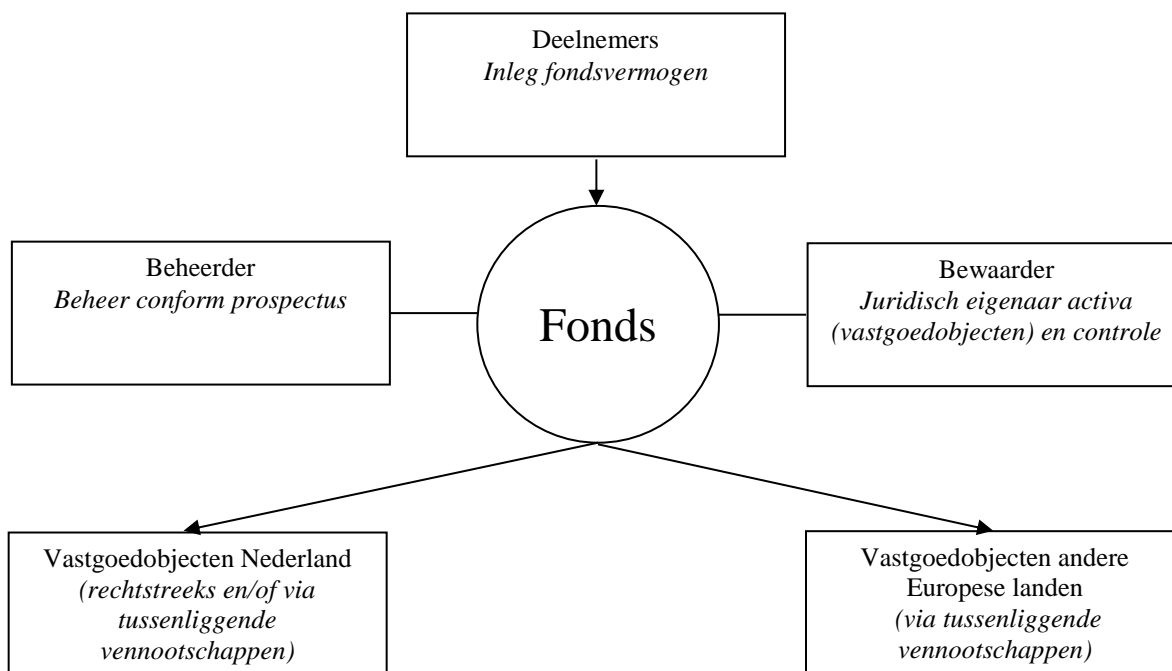 Deelnemers
Inleg fondsvermogen
Beheerder
Beheer conform prospectus
Fonds
Bewaarder
Juridisch eigenaar activa
(vastgoedobjecten) en controle
Vastgoedobjecten Nederland
(rechtstreeks en/of via
tussenliggende
vennootschappen)
Vastgoedobjecten andere
Europese landen
(via tussenliggende
vennootschappen)